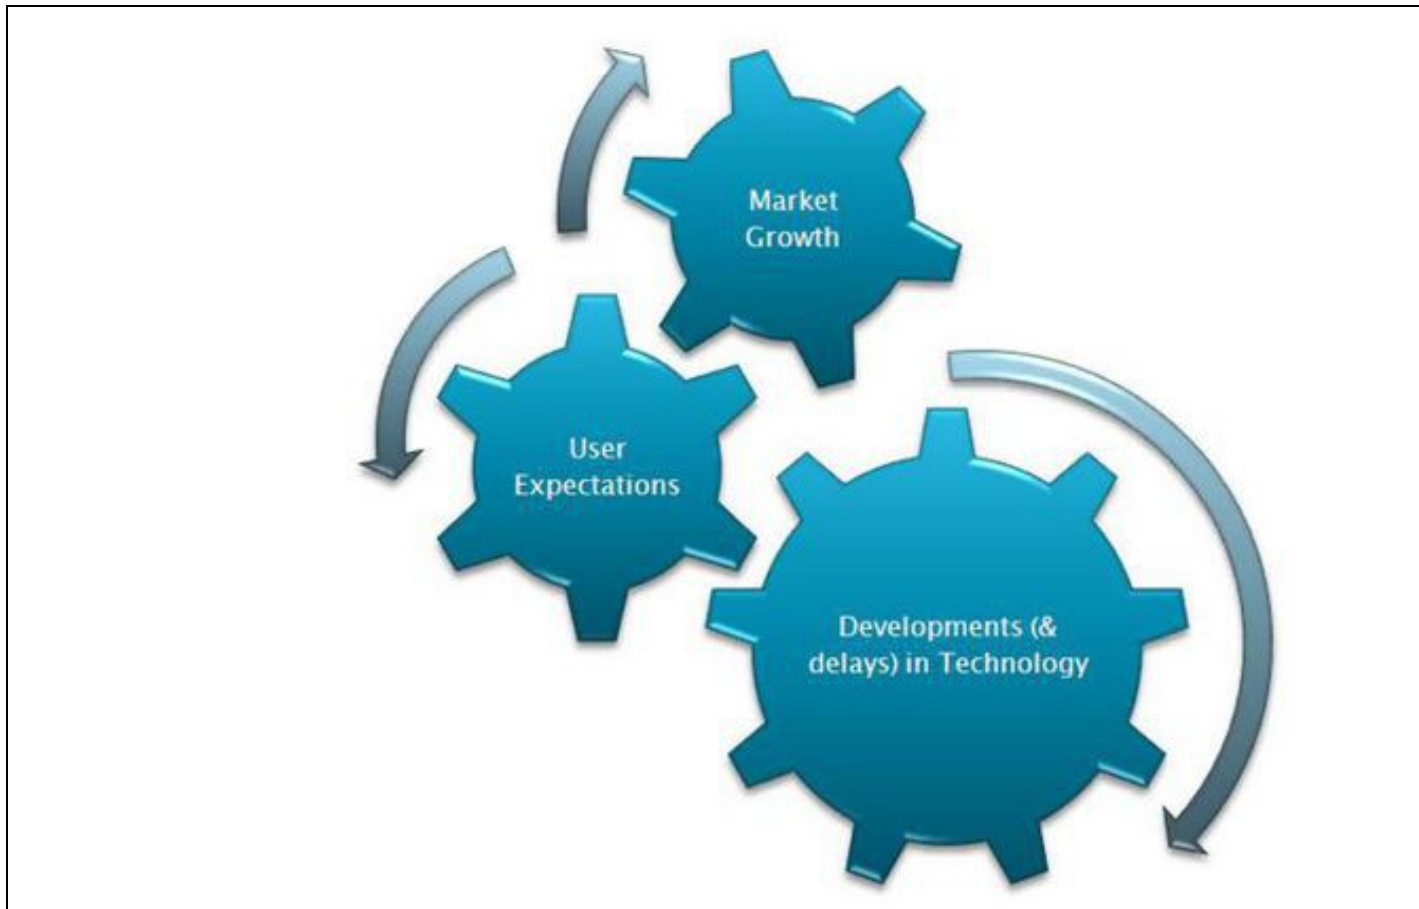 Market
Growth
User
Expectations
Developments (&
delays) in Technology